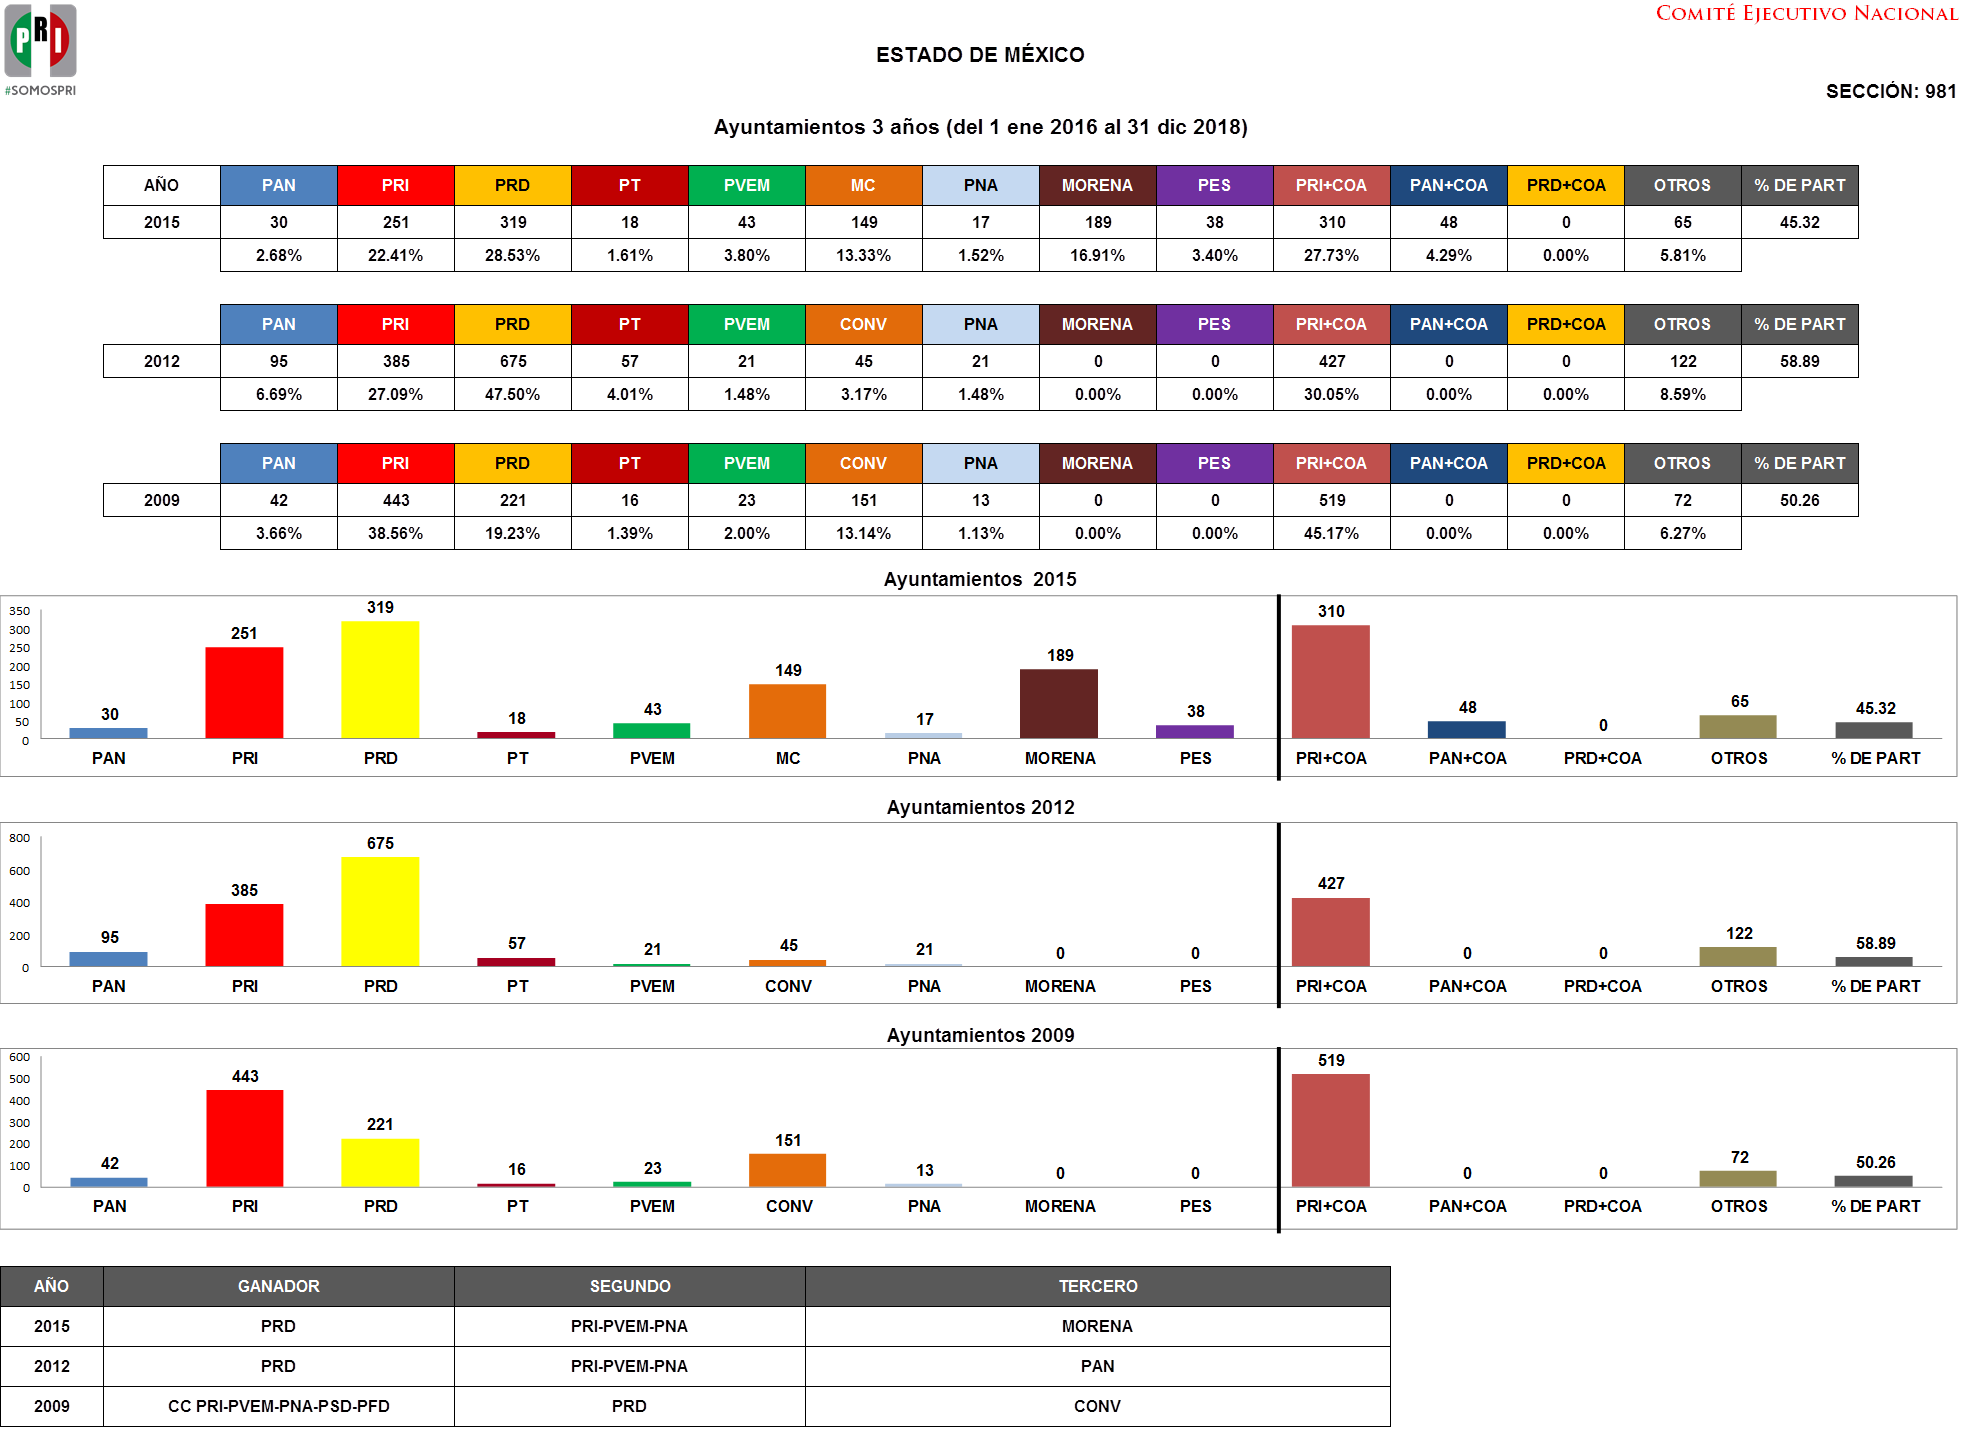 PRI
#SOMOSPRI
COMITÉ EJECUTIVO NACIONAL
ESTADO DE MÉXICO
SECCIÓN: 981
Ayuntamientos 3 años (del 1 ene 2016 al 31 dic 2018)
AÑO PAN PRI PRD PT PVEM MC PNA MORENA PES PRI+COA PAN+COA PRD+COA OTROS % DE PART
2015 30 251 319 18 43 149 17 189 38 310 48 0 65 45.32
2.68% 22.41% 28.53% 1.61% 3.80% 13.33% 1.52% 16.91% 3.40% 27.73% 4.29% 0.00% 5.81%
PAN PRI PRD PT PVEM CONV PNA MORENA PES PRI+COA PAN+COA PRD+COA OTROS % DE PART
2012 95 385 675 57 21 45 21 0 0 427 0 0 122 58.89
6.69% 27.09% 47.50% 4.01% 1.48% 3.17% 1.48% 0.00% 0.00% 30.05% 0.00% 0.00% 8.59%
PAN PRI PRD PT PVEM CONV PNA MORENA PES PRI+COA PAN+COA PRD+COA OTROS % DE PART
2009 42 443 221 16 23 151 13 0 0 519 0 0 72 50.26
3.66% 38.56% 19.23% 1.39% 2.00% 13.14% 1.13% 0.00% 0.00% 45.17% 0.00% 0.00% 6.27%
Ayuntamientos 2015
350
300
250
200
150
100
50
0
30 251 319 18 43 149 17 189 38 310 48 0 65 45.32
PAN PRI PRD PT PVEM MC PNA MORENA PES PRI+COA PAN+COA PRD+COA OTROS % DE PART
Ayuntamientos 2012
800
600
400
200
0
95 385 675 57 21 45 21 0 0 427 0 0 122 58.89
PAN PRI PRD PT PVEM CONV PNA MORENA PES PRI+COA PAN+COA PRD+COA OTROS % DE PART
Ayuntamientos 2009
600
500
400
300
200
100
0
42 443 221 16 23 151 13 0 0 519 0 0 72 50.26
PAN PRI PRD PT PVEM CONV PNA MORENA PES PRI+COA PAN+COA PRD+COA OTROS % DE PART
AÑO GANADOR SEGUNDO TERCERO
2015 PRD PRI-PVEM-PNA MORENA
2012 PRD PRI-PVEM-PNA PAN
2009 CC PRI-PVEM-PNA-PSD-PFD PRD CONV